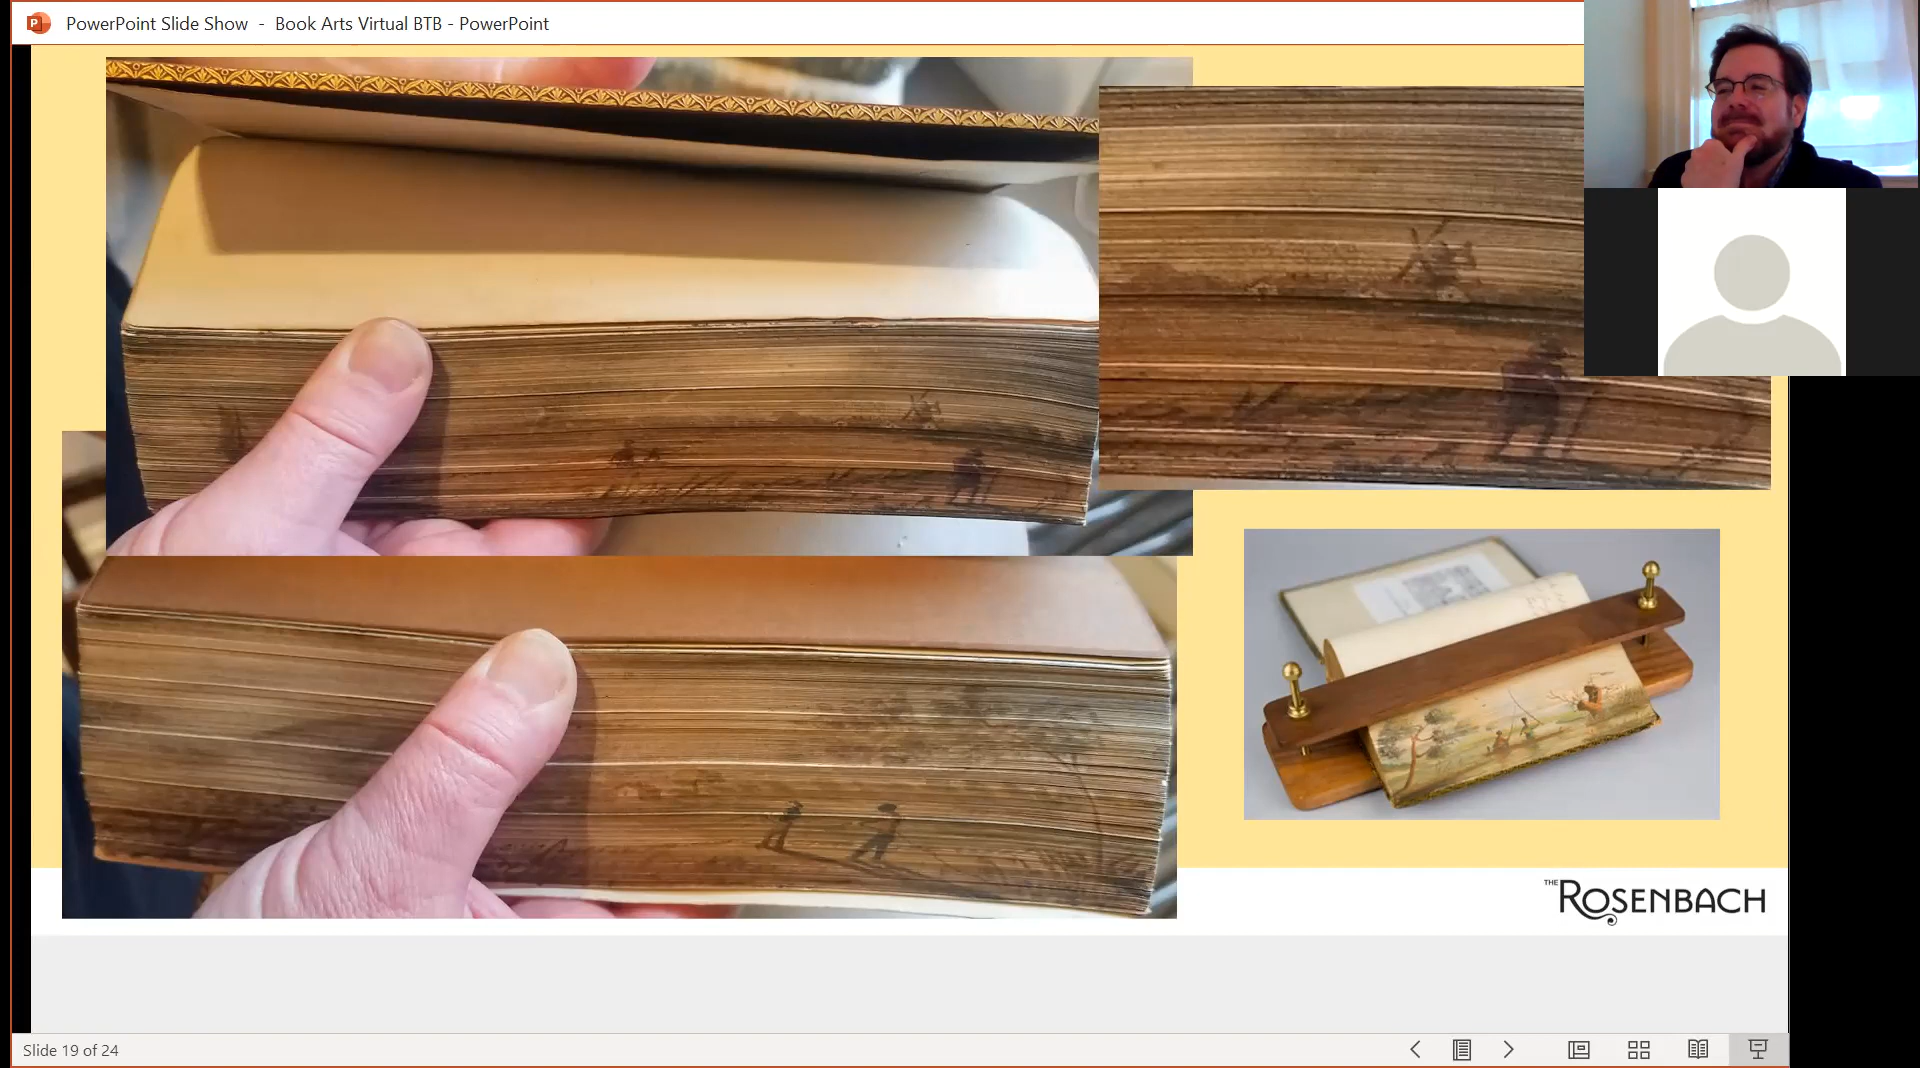 PowerPoint Slide Show - Book Arts Virtual BTB - PowerPoint
THE ROSENBACH
Slide 19 of 24